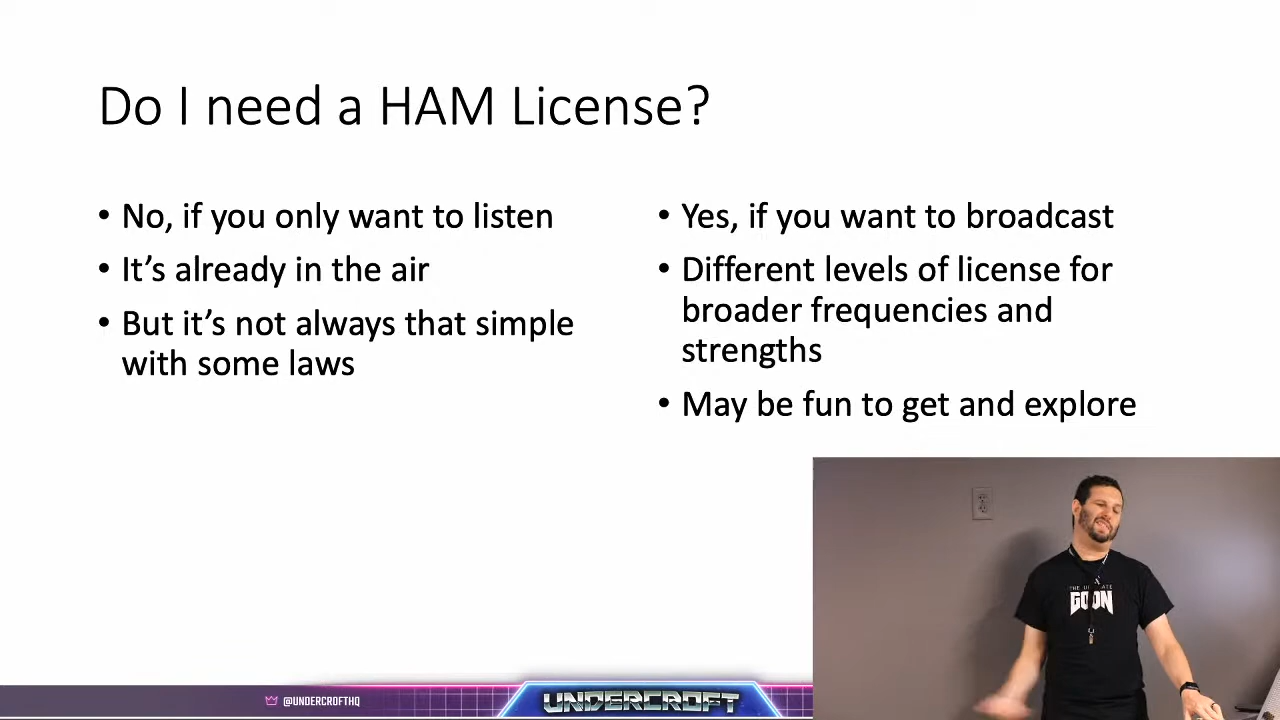 Do I need a HAM License?
• No, if you only want to listen
• It's already in the air
• But it's not always that simple
with some laws
• Yes, if you want to broadcast
• Different levels of license for
broader frequencies and
strengths
• May be fun to get and explore
GOON
@UNDERCROFTHQ
UNDERCROFT